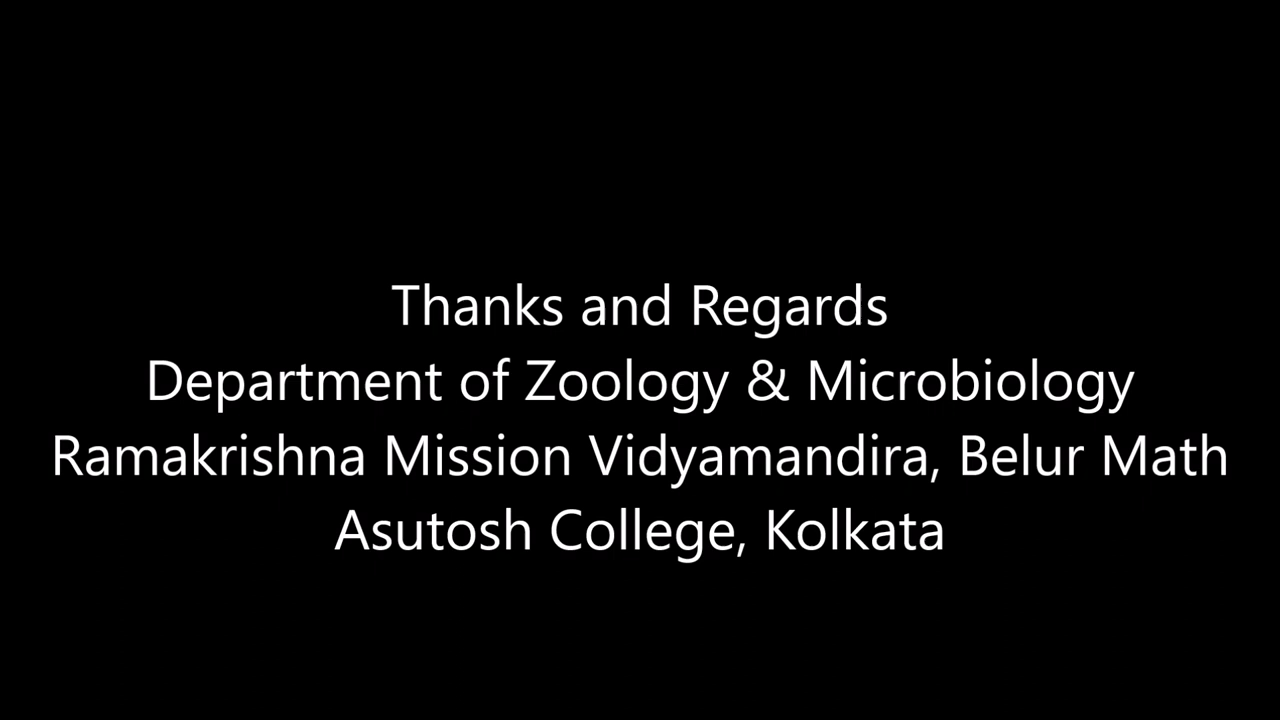 Thanks and Regards
Department of Zoology & Microbiology
Ramakrishna Mission Vidyamandira, Belur Math
Asutosh College, Kolkata